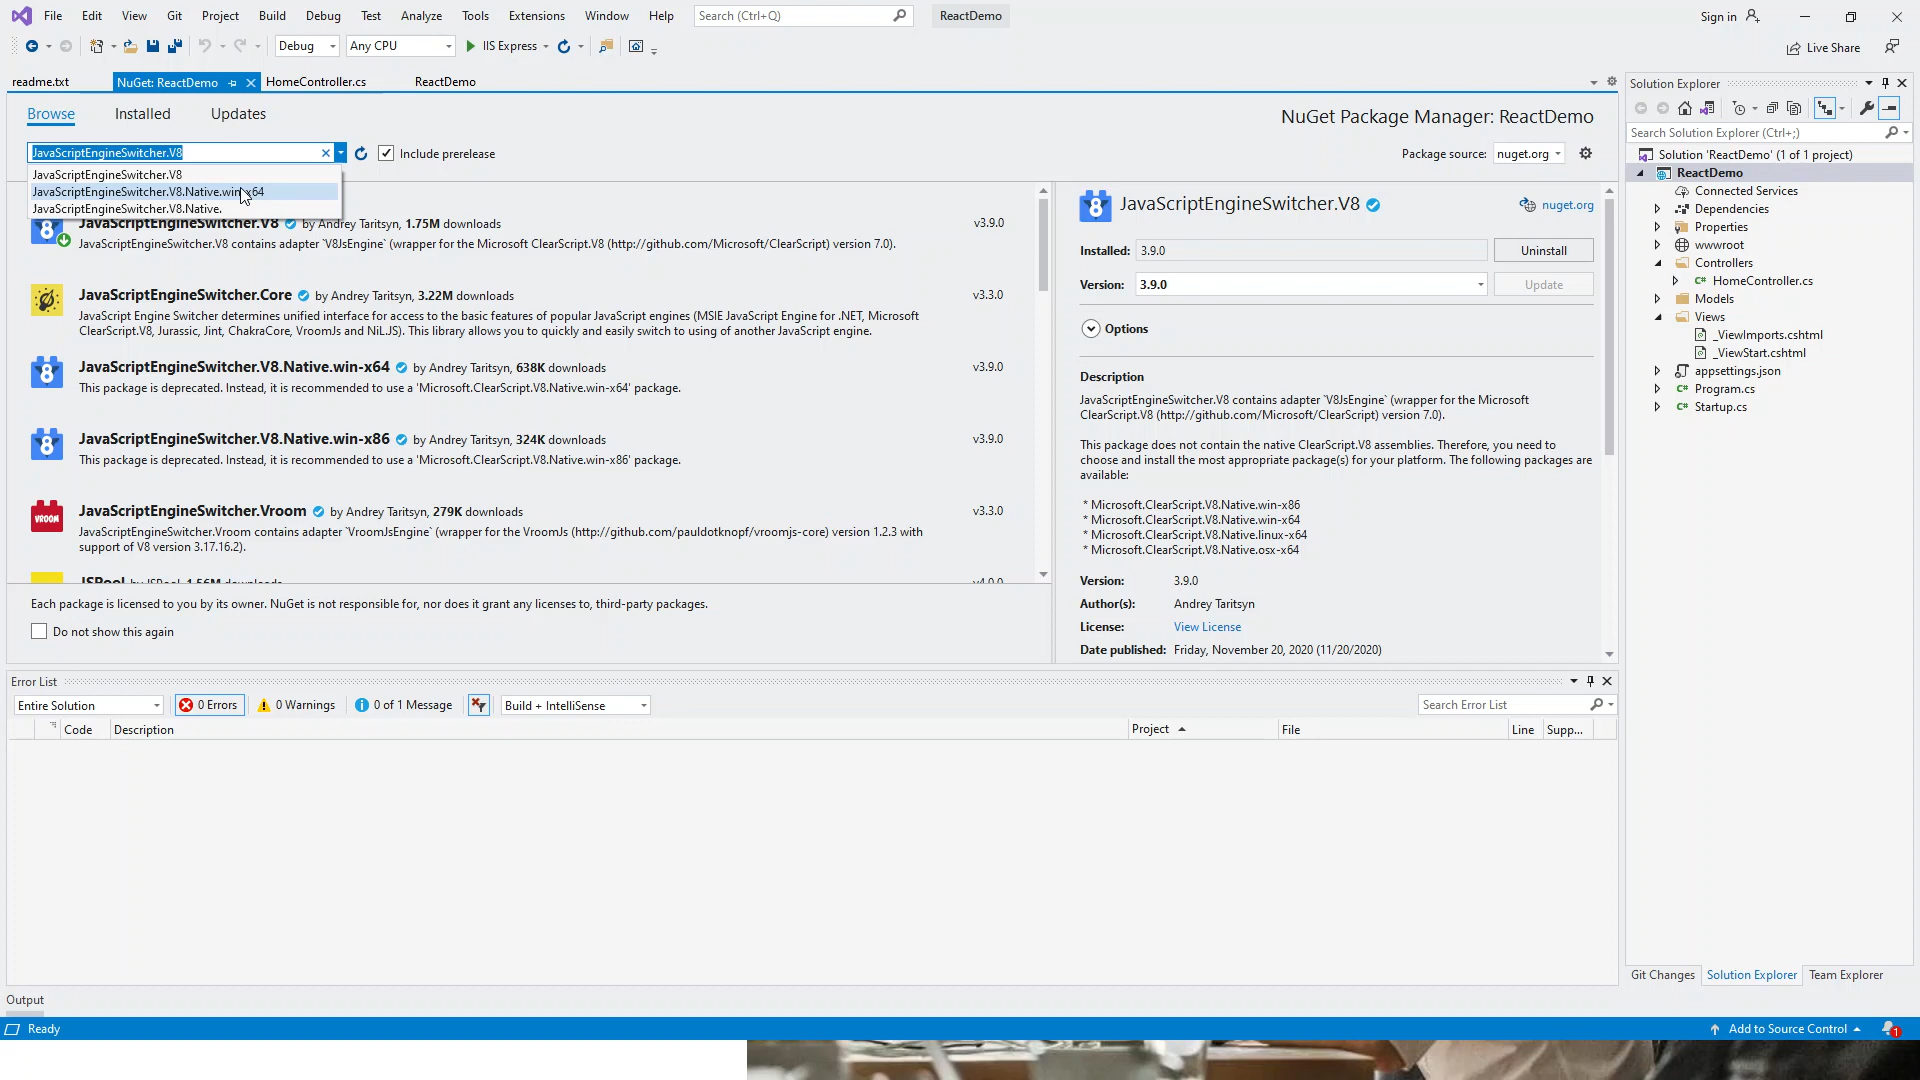 File Edit View Git Project Build Debug Test Analyze Tools Extensions Window Help Search (Ctrl+Q) ReactDemo Sign in
Debug Any CPU IIS Express Live Share
readme.txt NuGet: ReactDemo HomeController.cs ReactDemo
Browse Installed Updates
NuGet Package Manager: ReactDemo
JavaScriptEngineSwitcher.V8
Include prerelease
Package source: nuget.org
JavaScriptEngineSwitcher.V8
JavaScriptEngineSwitcher.V8.Native.win-x64
JavaScriptEngineSwitcher.V8.Native.
JavaScriptEngineSwitcher.V8 by Andrey Taritsyn, 1.75M downloads v3.9.0
JavaScriptEngineSwitcher.V8 contains adapter `V8JsEngine` (wrapper for the Microsoft ClearScript.V8 (http://github.com/Microsoft/ClearScript) version 7.0).
JavaScriptEngineSwitcher.Core by Andrey Taritsyn, 3.22M downloads v3.3.0
JavaScript Engine Switcher determines unified interface for access to the basic features of popular JavaScript engines (MSIE JavaScript Engine for .NET, Microsoft
ClearScript.V8, Jurassic, Jint, ChakraCore, VroomJs and NiL.JS). This library allows you to quickly and easily switch to using of another JavaScript engine.
JavaScriptEngineSwitcher.V8.Native.win-x64 by Andrey Taritsyn, 638K downloads v3.9.0
This package is deprecated. Instead, it is recommended to use a 'Microsoft.ClearScript.V8.Native.win-x64' package.
JavaScriptEngineSwitcher.V8.Native.win-x86 by Andrey Taritsyn, 324K downloads v3.9.0
This package is deprecated. Instead, it is recommended to use a 'Microsoft.ClearScript.V8.Native.win-x86' package.
VROOM
JavaScriptEngineSwitcher.Vroom by Andrey Taritsyn, 279K downloads v3.3.0
JavaScriptEngineSwitcher.Vroom contains adapter `VroomJsEngine` (wrapper for the VroomJs (http://github.com/pauldotknopf/vroomjs-core) version 1.2.3 with
support of V8 version 3.17.16.2).
JSPool by JSPool, 1.56M downloads v4.0.0
Each package is licensed to you by its owner. NuGet is not responsible for, nor does it grant any licenses to, third-party packages.
Do not show this again
JavaScriptEngineSwitcher.V8 nuget.org
Installed: 3.9.0 Uninstall
Version: 3.9.0 Update
Options
Description
JavaScriptEngineSwitcher.V8 contains adapter `V8JsEngine` (wrapper for the Microsoft
ClearScript.V8 (http://github.com/Microsoft/ClearScript) version 7.0).
This package does not contain the native ClearScript.V8 assemblies. Therefore, you need to
choose and install the most appropriate package(s) for your platform. The following packages are
available:
* Microsoft.ClearScript.V8.Native.win-x86
* Microsoft.ClearScript.V8.Native.win-x64
* Microsoft.ClearScript.V8.Native.linux-x64
* Microsoft.ClearScript.V8.Native.osx-x64
Version: 3.9.0
Author(s): Andrey Taritsyn
License: View License
Date published: Friday, November 20, 2020 (11/20/2020)
Solution Explorer
Search Solution Explorer (Ctrl+;)
Solution 'ReactDemo' (1 of 1 project)
ReactDemo
Connected Services
Dependencies
Properties
wwwroot
Controllers
C# HomeController.cs
Models
Views
_ViewImports.cshtml
_ViewStart.cshtml
appsettings.json
C# Program.cs
C# Startup.cs
Git Changes Solution Explorer Team Explorer
Error List
Entire Solution 0 Errors 0 Warnings 0 of 1 Message Build + IntelliSense Search Error List
Code Description Project File Line Supp...
Output
Ready Add to Source Control 1